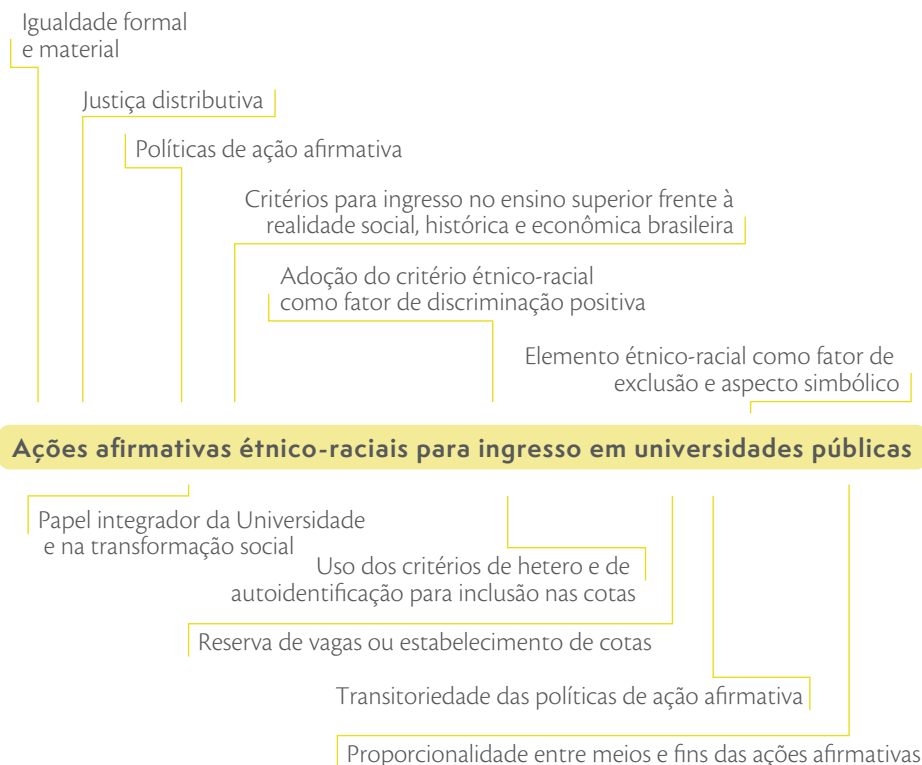 Igualdade formal
e material
Justiça distributiva
Políticas de ação afirmativa
Critérios para ingresso no ensino superior frente à
realidade social, histórica e econômica brasileira
Adoção do critério étnico-racial
como fator de discriminação positiva
Elemento étnico-racial como fator de
exclusão e aspecto simbólico
Ações afirmativas étnico-raciais para ingresso em universidades públicas
Papel integrador da Universidade
e na transformação social
Uso dos critérios de hetero e de
autoidentificação para inclusão nas cotas
Reserva de vagas ou estabelecimento de cotas
Transitoriedade das políticas de ação afirmativa
Proporcionalidade entre meios e fins das ações afirmativas